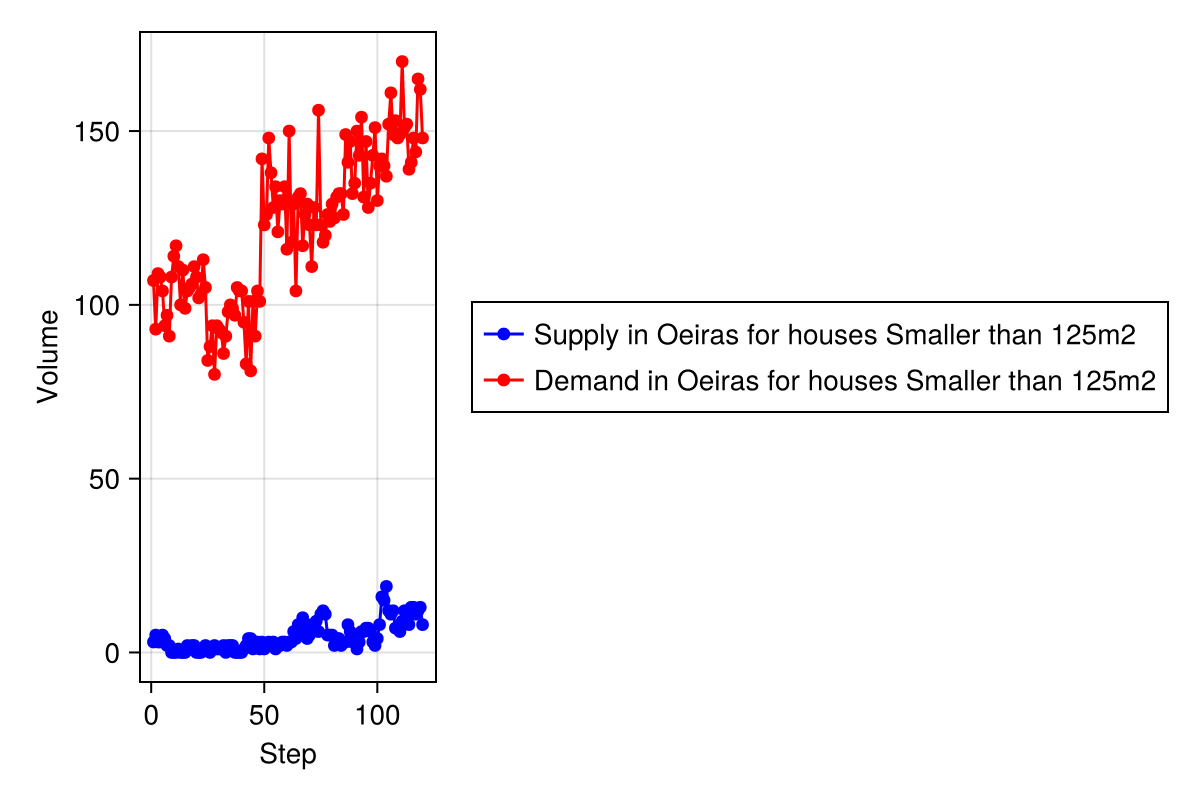 150
100
50
0
Volume
0 50 100
Step
Supply in Oeiras for houses Smaller than 125m2
Demand in Oeiras for houses Smaller than 125m2